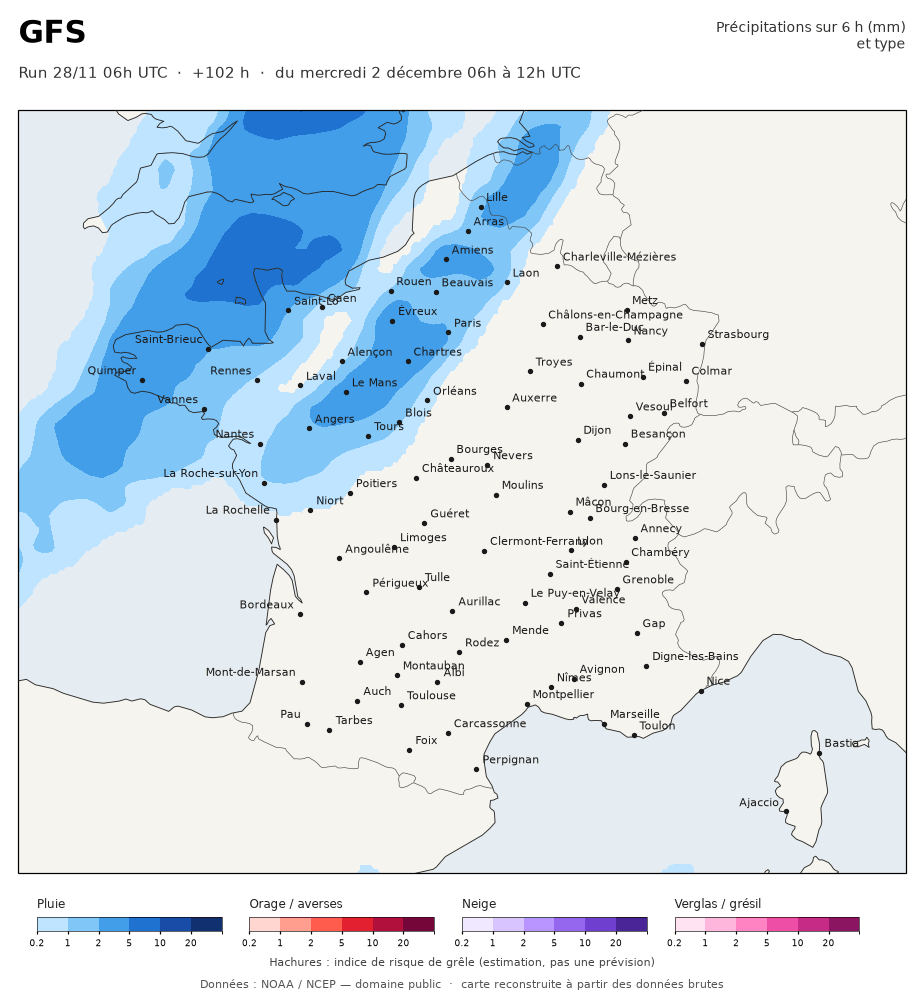 GFS
Précipitations sur 6 h (mm)
et type
Run 28/11 06h UTC · +102 h · du mercredi 2 décembre 06h à 12h UTC
Lille
Arras
Amiens
Charleville-Mézières
Laon
Rouen
Beauvais
Saint-Lô
Caen
Metz
Évreux
Châlons-en-Champagne
Paris
Bar-le-Duc
Nancy
Strasbourg
Saint-Brieuc
Alençon
Chartres
Troyes
Quimper
Rennes
Laval
Le Mans
Chaumont
Épinal
Colmar
Vannes
Orléans
Auxerre
Vesoul
Belfort
Angers
Blois
Tours
Nantes
Dijon
Besançon
Bourges
Nevers
La Roche-sur-Yon
Châteauroux
Lons-le-Saunier
Poitiers
Moulins
Niort
Mâcon
Bourg-en-Bresse
La Rochelle
Guéret
Annecy
Limoges
Clermont-Ferrand
Lyon
Angoulême
Chambéry
Saint-Étienne
Tulle
Périgueux
Grenoble
Le Puy-en-Velay
Valence
Bordeaux
Aurillac
Privas
Cahors
Rodez
Mende
Gap
Agen
Montauban
Albi
Digne-les-Bains
Mont-de-Marsan
Nîmes
Avignon
Nice
Auch
Toulouse
Montpellier
Pau
Tarbes
Carcassonne
Marseille
Toulon
Foix
Perpignan
Bastia
Ajaccio
Pluie
0.2 1 2 5 10 20
Orage / averses
0.2 1 2 5 10 20
Neige
0.2 1 2 5 10 20
Verglas / grésil
0.2 1 2 5 10 20
Hachures : indice de risque de grêle (estimation, pas une prévision)
Données : NOAA / NCEP — domaine public · carte reconstruite à partir des données brutes